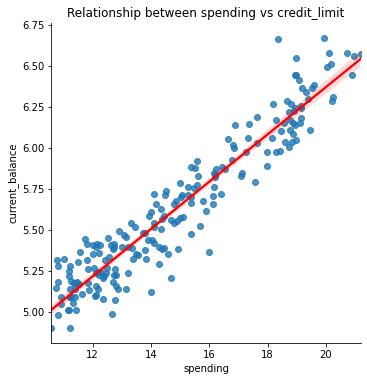 Relationship between spending vs credit_limit
6.75
6.50
6.25
6.00
5.75
5.50
5.25
5.00
current_balance
12 14 16 18 20
spending